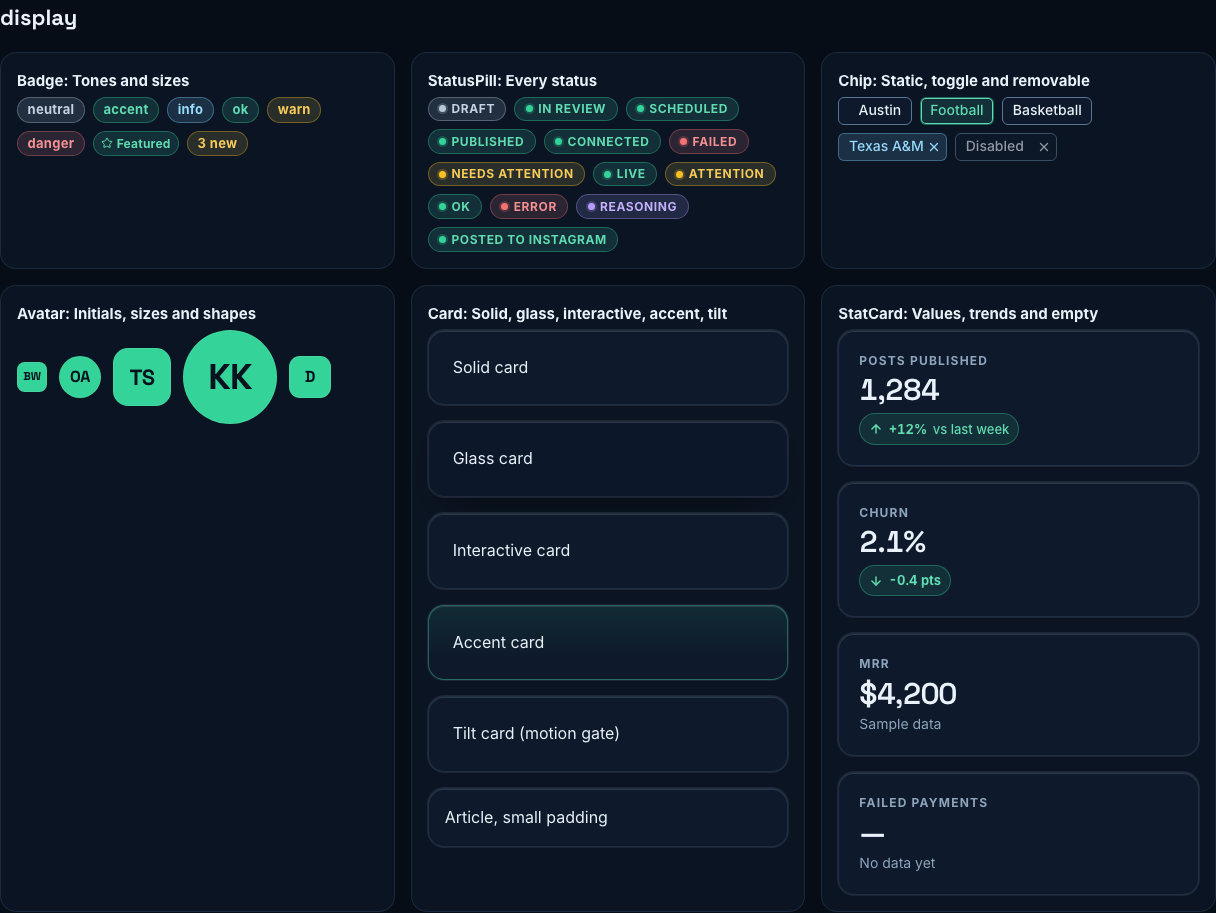 display
Badge: Tones and sizes
neutral accent info ok warn
danger Featured 3 new
StatusPill: Every status
DRAFT IN REVIEW SCHEDULED
PUBLISHED CONNECTED FAILED
NEEDS ATTENTION LIVE ATTENTION
OK ERROR REASONING
POSTED TO INSTAGRAM
Chip: Static, toggle and removable
Austin Football Basketball
Texas A&M Disabled
Avatar: Initials, sizes and shapes
BW OA TS KK D
Card: Solid, glass, interactive, accent, tilt
Solid card
Glass card
Interactive card
Accent card
Tilt card (motion gate)
Article, small padding
StatCard: Values, trends and empty
POSTS PUBLISHED
1,284
+12% vs last week
CHURN
2.1%
-0.4 pts
MRR
$4,200
Sample data
FAILED PAYMENTS
—
No data yet